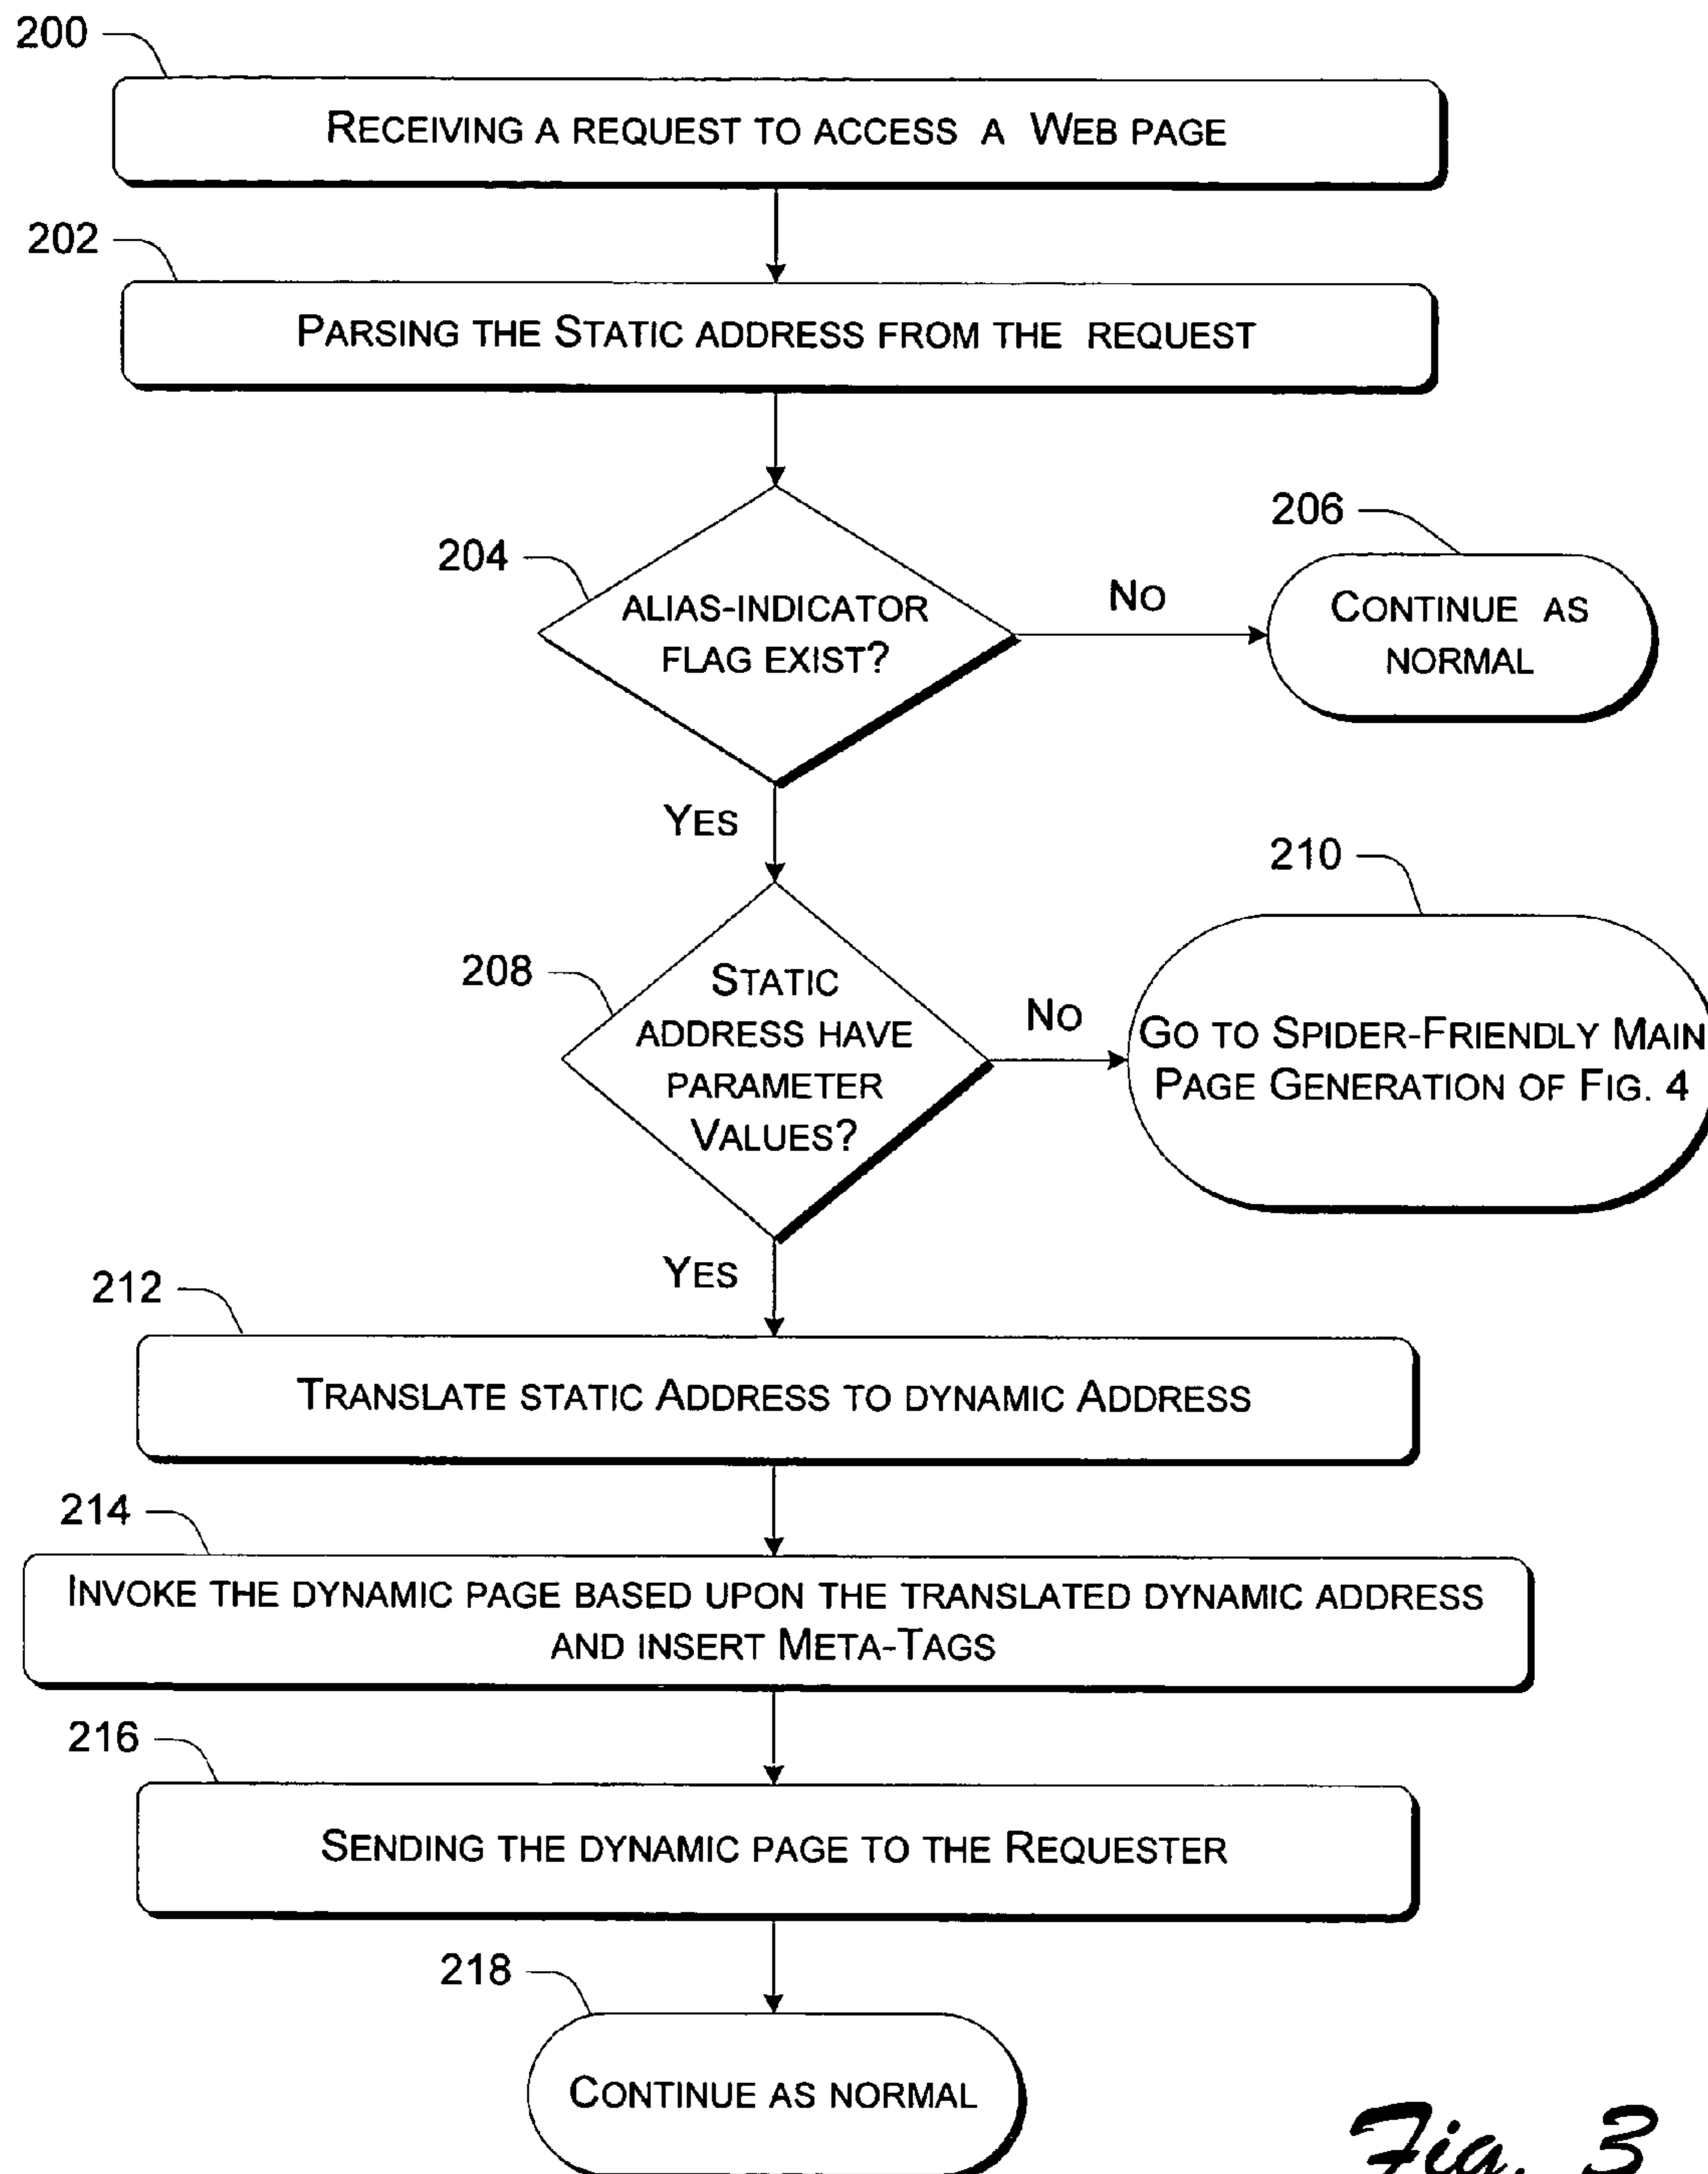 200
RECEIVING A REQUEST TO ACCESS A WEB PAGE
202
PARSING THE STATIC ADDRESS FROM THE REQUEST
204
ALIAS-INDICATOR
FLAG EXIST?
NO
206
CONTINUE AS
NORMAL
YES
208
STATIC
ADDRESS HAVE
PARAMETER
VALUES?
NO
210
GO TO SPIDER-FRIENDLY MAIN
PAGE GENERATION OF FIG. 4
YES
212
TRANSLATE STATIC ADDRESS TO DYNAMIC ADDRESS
214
INVOKE THE DYNAMIC PAGE BASED UPON THE TRANSLATED DYNAMIC ADDRESS
AND INSERT META-TAGS
216
SENDING THE DYNAMIC PAGE TO THE REQUESTER
218
CONTINUE AS NORMAL
Fig. 3